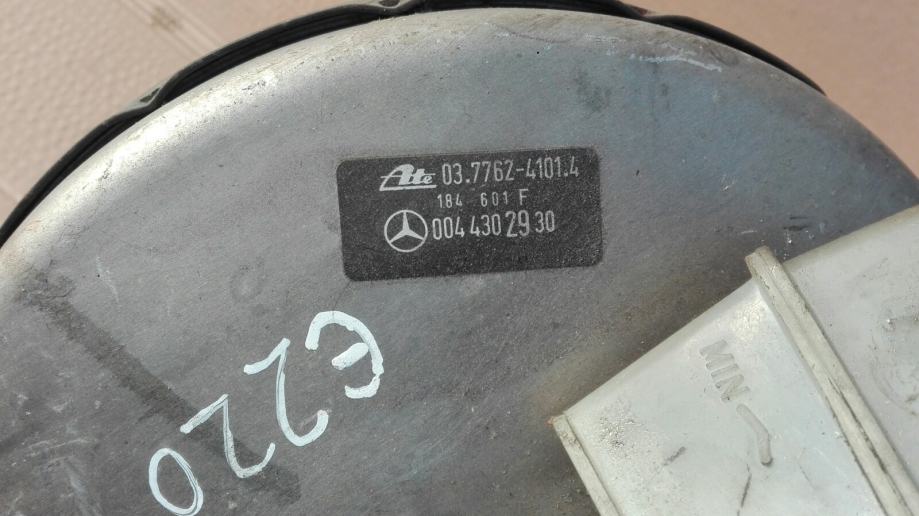 Ate 03.7762-4101.4
184 601 F
004 430 29 30
E220
MIN